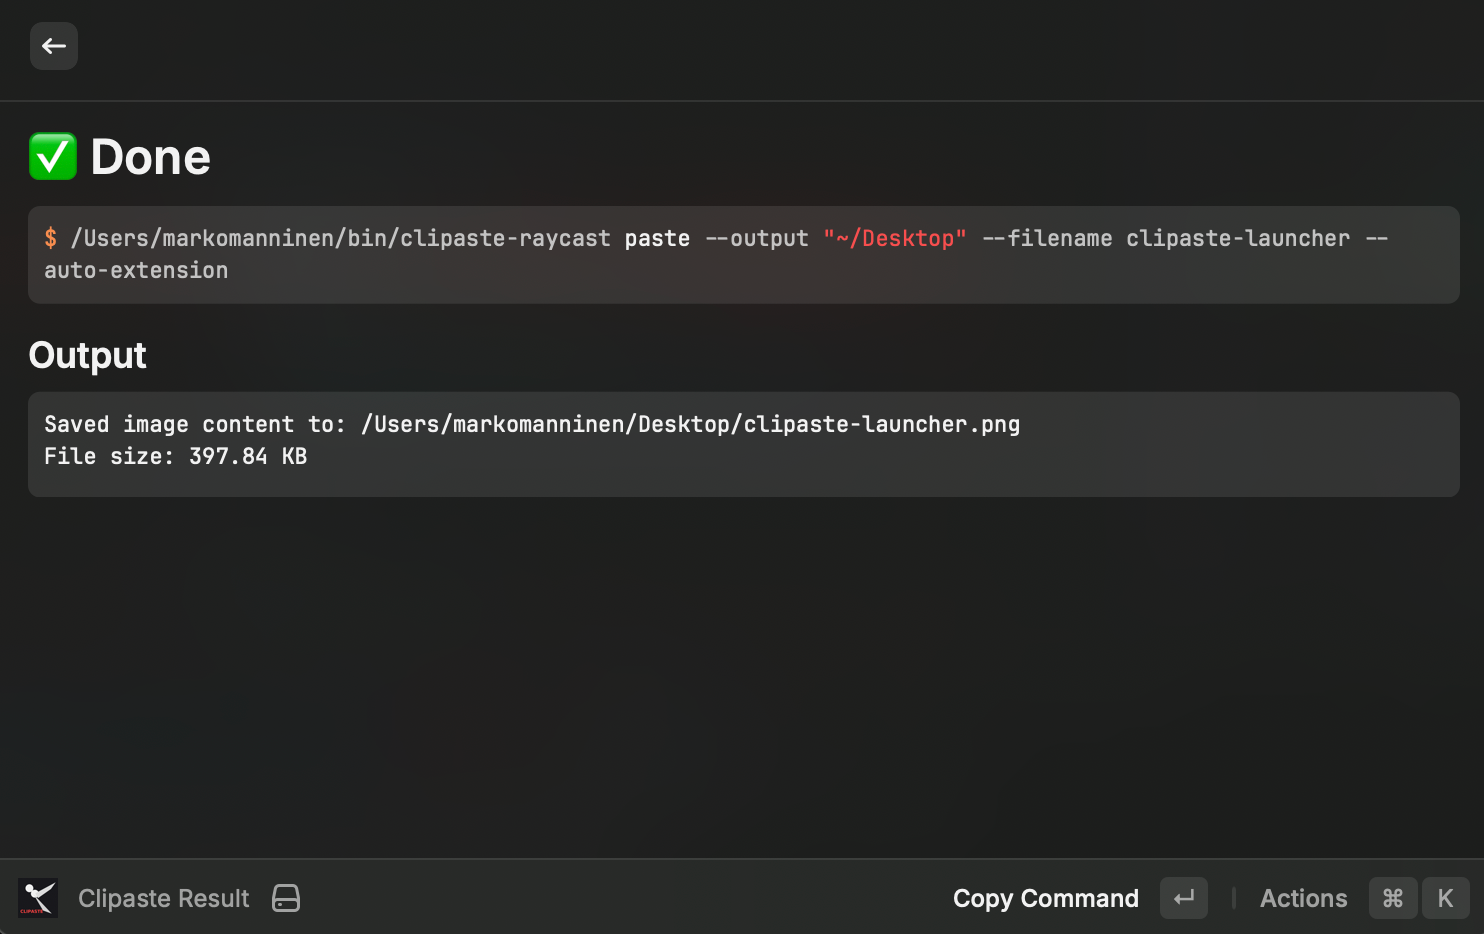 Done
$ /Users/markomanninen/bin/clipaste-raycast paste --output "~/Desktop" --filename clipaste-launcher --
auto-extension
Output
Saved image content to: /Users/markomanninen/Desktop/clipaste-launcher.png
File size: 397.84 KB
CLIPASTE
Clipaste Result
Copy Command
Actions
⌘ K